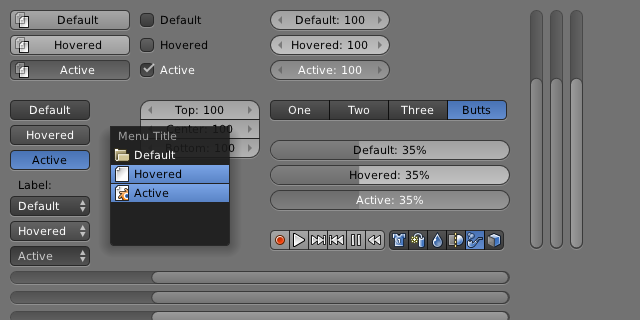 Default
Default
Default: 100
Hovered
Hovered
Hovered: 100
Active
Active
Active: 100
Default
Top: 100
One
Two
Three
Butts
Hovered
Center: 100
Menu Title
Bottom: 100
Default
Default: 35%
Active
Hovered
Hovered: 35%
Label:
Active
Active: 35%
Default
Hovered
Active